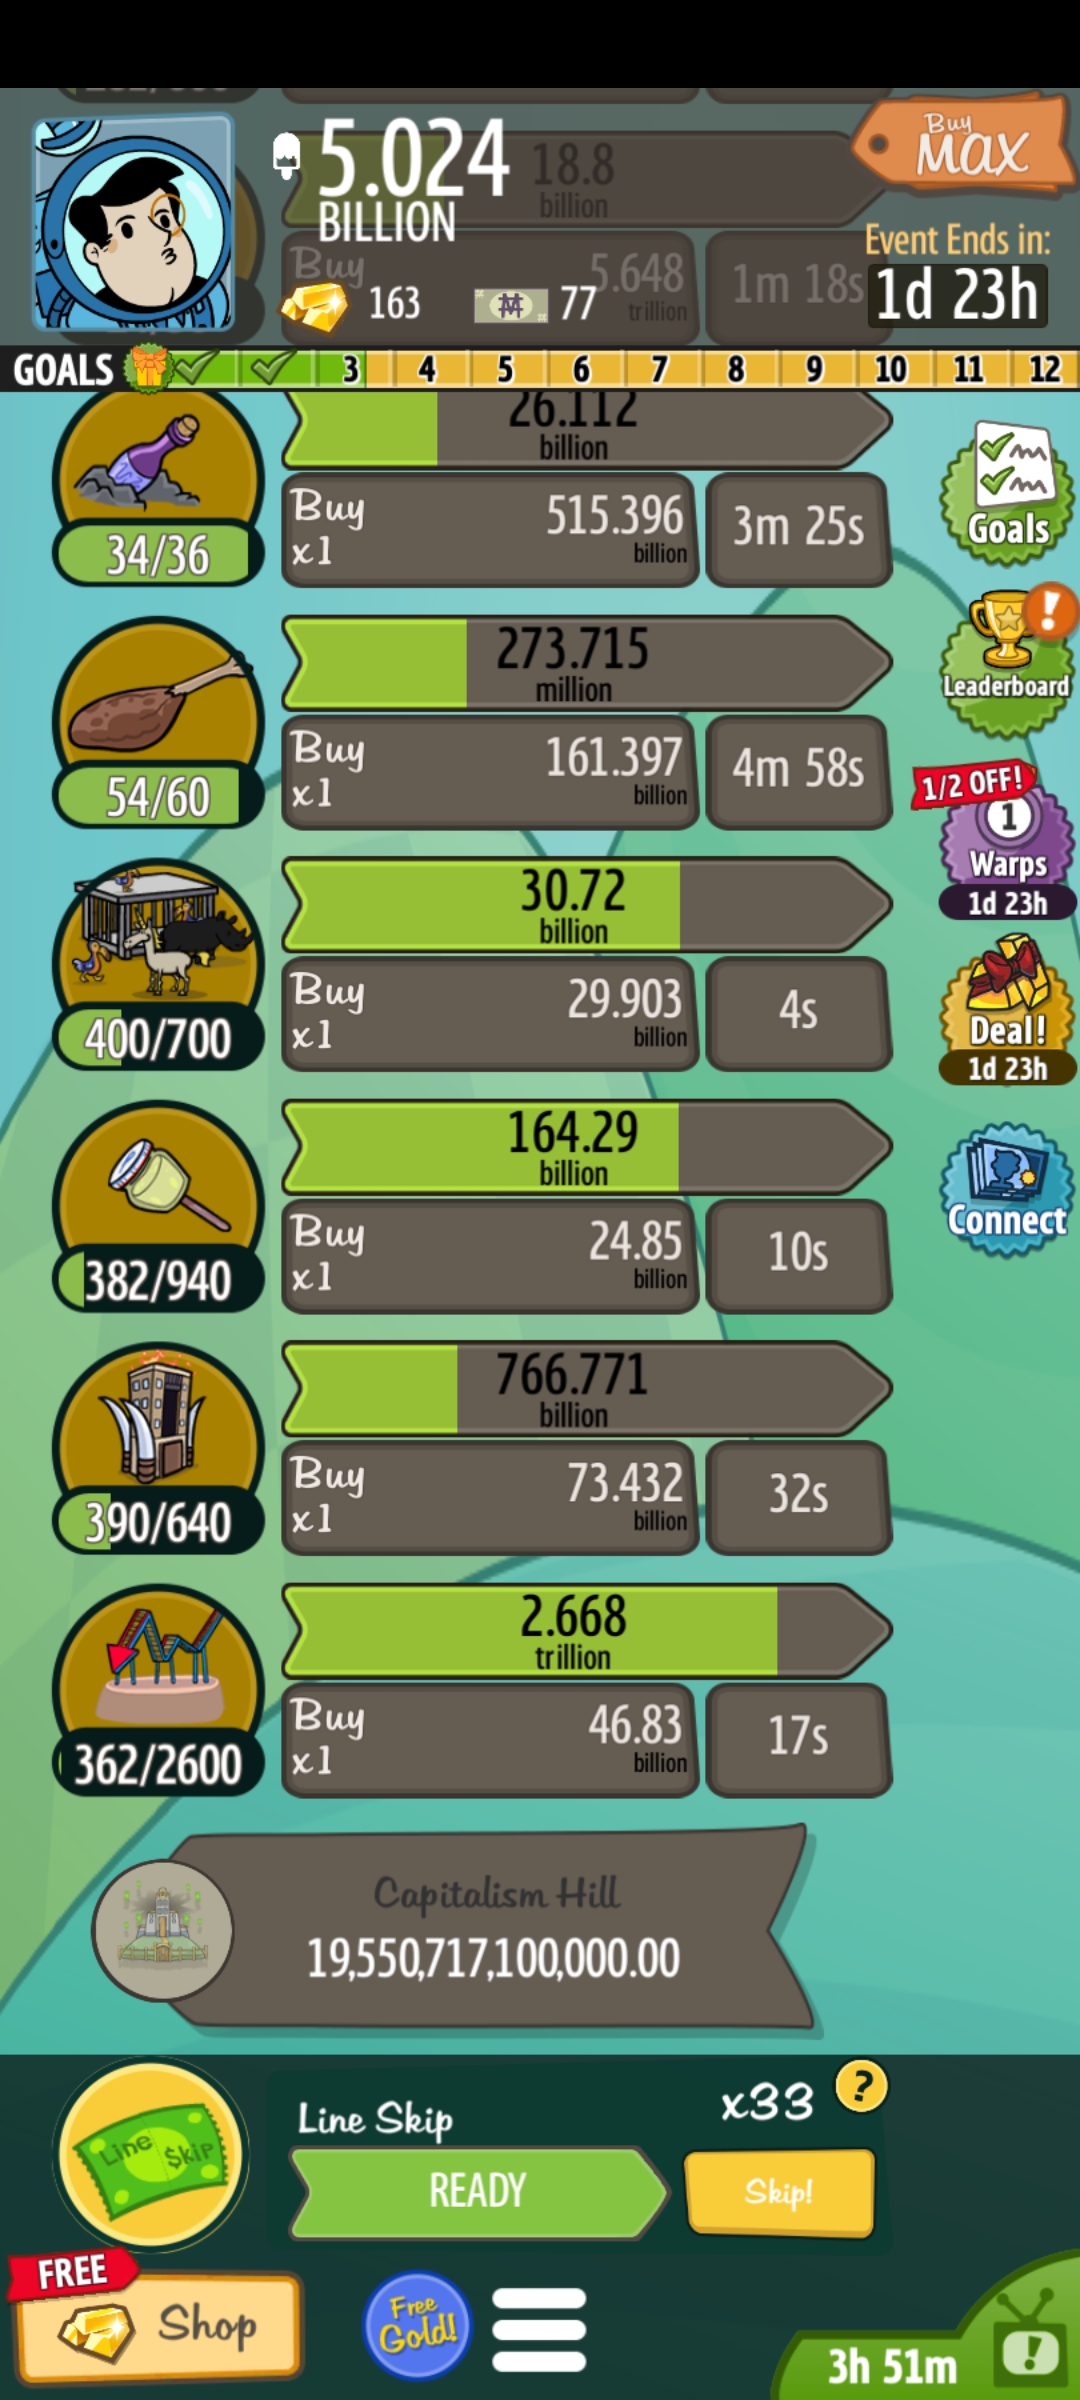 5.024
BILLION
18.8
billion
Buy
5.648
trillion
1m 18s
163
77
Buy
MAX
Event Ends in:
1d 23h
GOALS
3 4 5 6 7 8 9 10 11 12
26.112
billion
34/36
Buy
x1
515.396
billion
3m 25s
Goals
273.715
million
54/60
Buy
x1
161.397
billion
4m 58s
!
Leaderboard
1/2 OFF!
1
Warps
1d 23h
30.72
billion
400/700
Buy
x1
29.903
billion
4s
Deal!
1d 23h
164.29
billion
382/940
Buy
x1
24.85
billion
10s
Connect
766.771
billion
390/640
Buy
x1
73.432
billion
32s
2.668
trillion
362/2600
Buy
x1
46.83
billion
17s
Capitalism Hill
19,550,717,100,000.00
Line $kip
Line Skip
x33
?
READY
Skip!
FREE
Shop
Free
Gold!
3h 51m
!